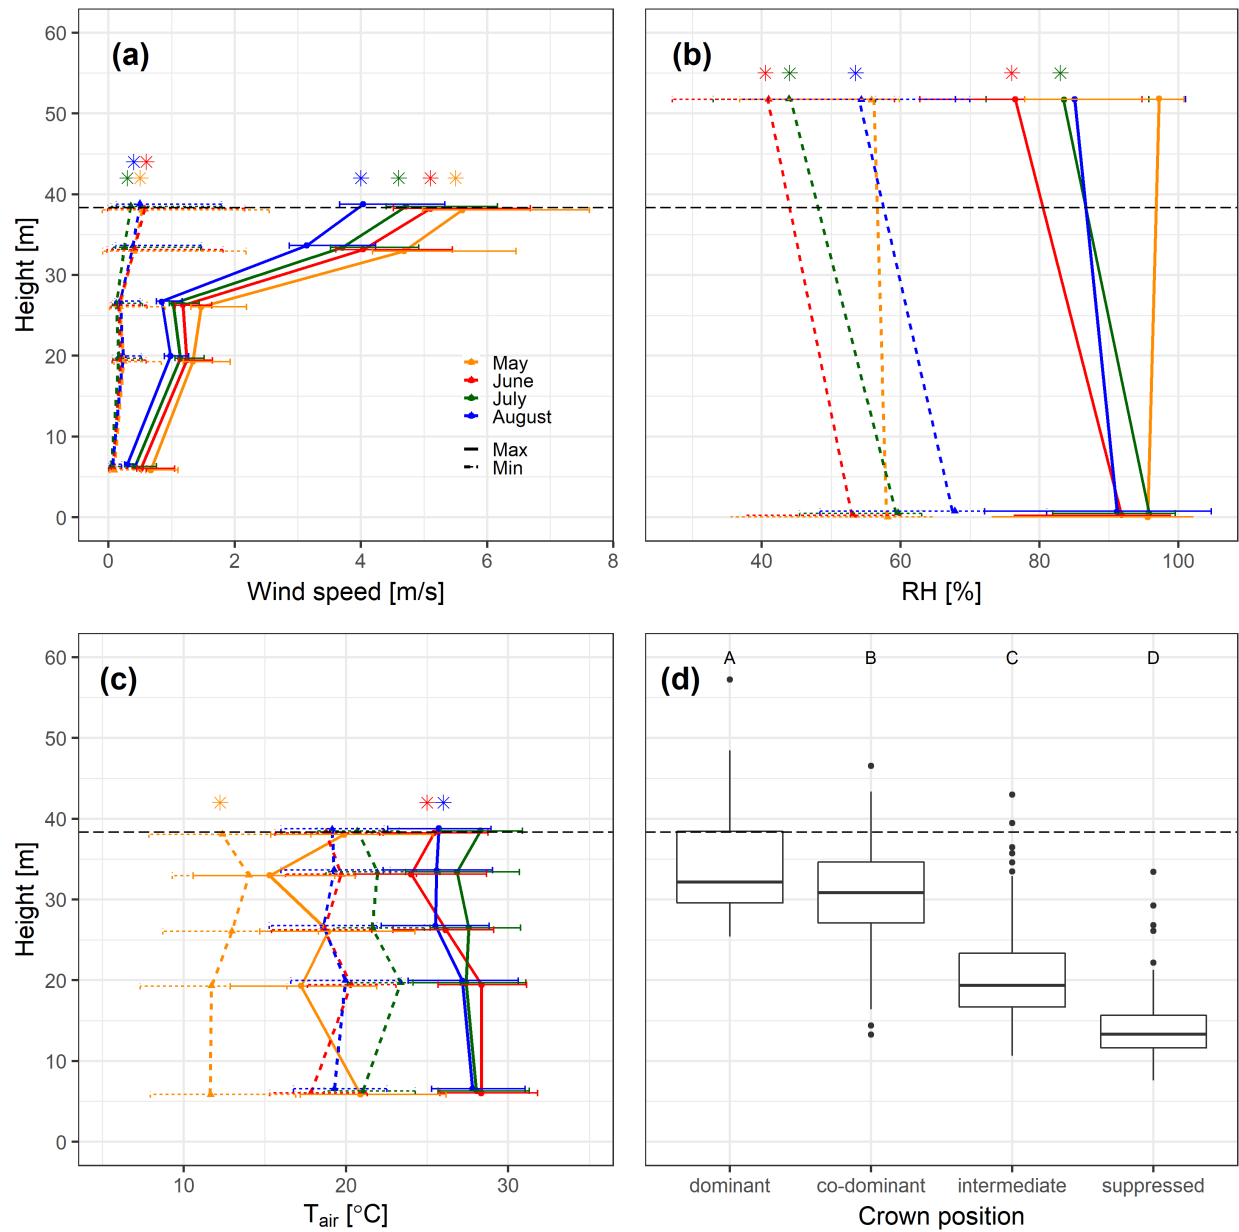 (a)
60
50
40
30
20
10
0
Height [m]
May
June
July
August
Max
Min
0 2 4 6 8
Wind speed [m/s]
(b)
40 60 80 100
RH [%]
(c)
60
50
40
30
20
10
0
Height [m]
10 20 30
Tair [°C]
(d)
A B C D
dominant co-dominant intermediate suppressed
Crown position